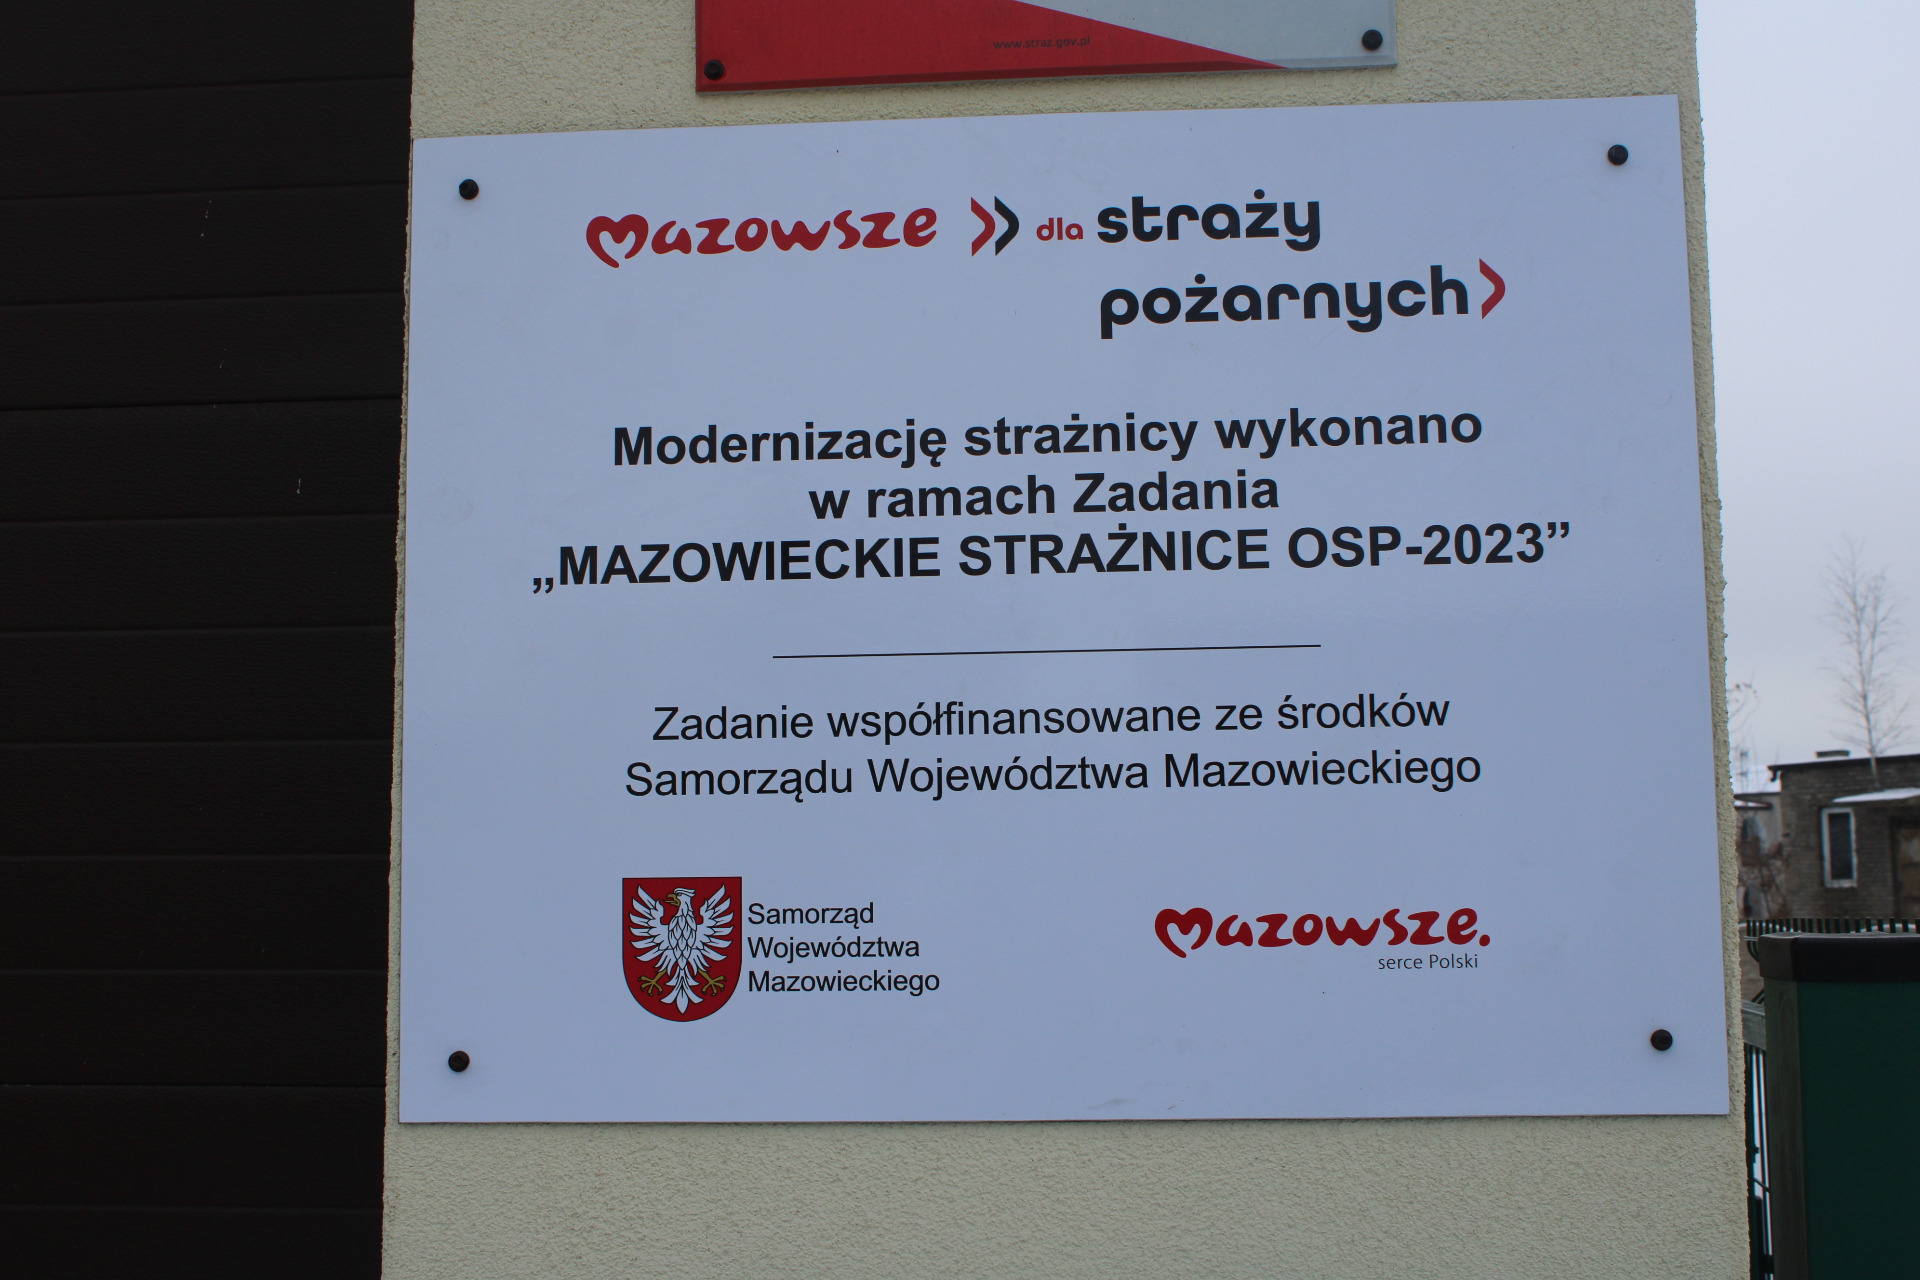 www.straz.gov.pl
mazowsze dla straży
pożarnych
Modernizację strażnicy wykonano
w ramach Zadania
„MAZOWIECKIE STRAŻNICE OSP-2023”
Zadanie współfinansowane ze środków
Samorządu Województwa Mazowieckiego
Samorząd
Województwa
Mazowieckiego
mazowsze.
serce Polski